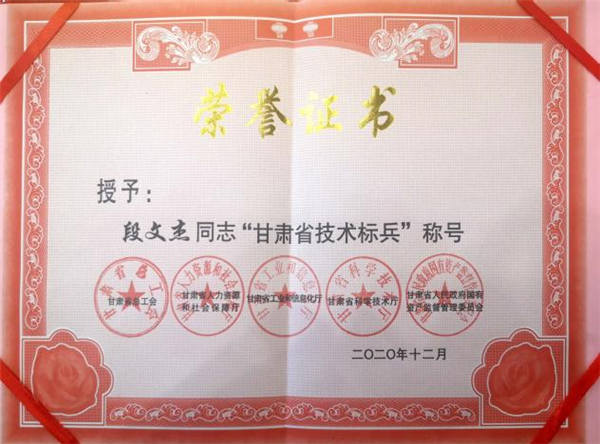 荣誉证书
授予：
段文杰同志“甘肃省技术标兵”称号
甘肃省总工会
甘肃省人力资源
和社会保障厅
甘肃省工业和信息化厅
甘肃省科学技术厅
甘肃省人民政府国有
资产监督管理委员会
二〇二〇年十二月